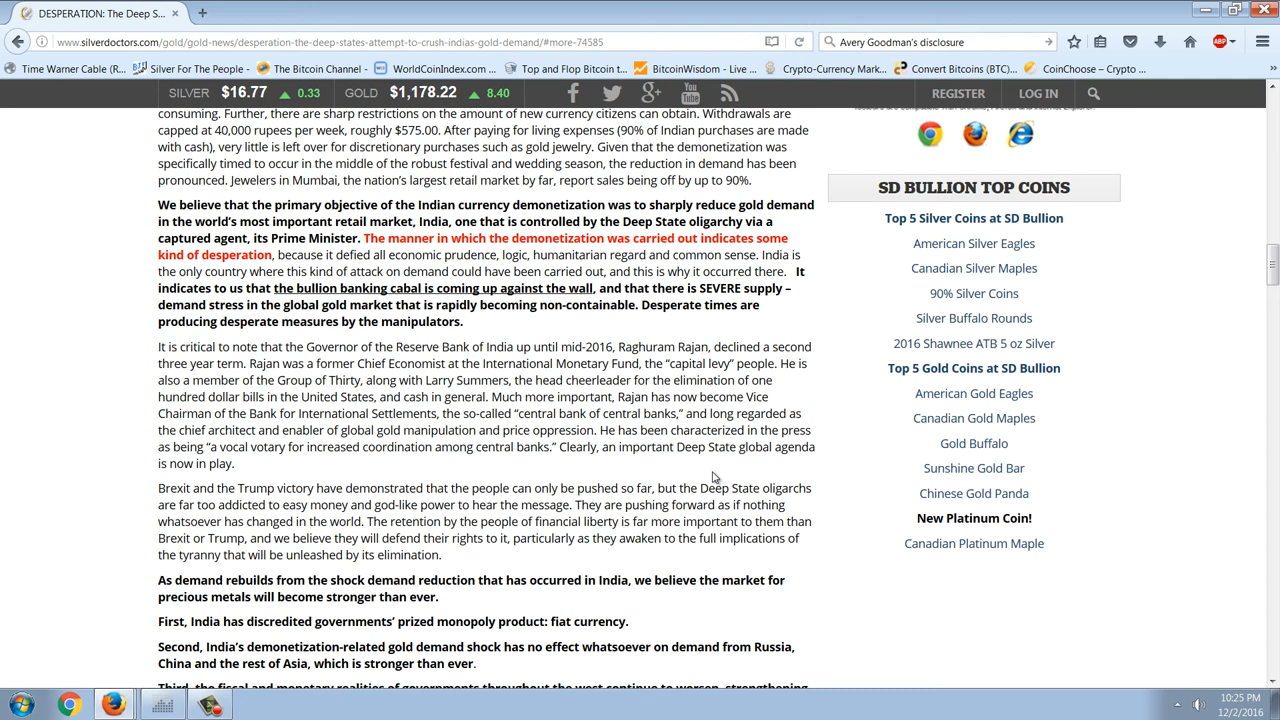 DESPERATION: The Deep S...
www.silverdoctors.com/gold/gold-news/desperation-the-deep-states-attempt-to-crush-indias-gold-demand/#more-74585
Avery Goodman's disclosure
ABP
Time Warner Cable (R...
Silver For The People - ...
The Bitcoin Channel - ...
WorldCoinIndex.com -...
Top and Flop Bitcoin t...
BitcoinWisdom - Live ...
Crypto-Currency Mark...
Convert Bitcoins (BTC)...
CoinChoose – Crypto ...
SILVER $16.77 0.33 GOLD $1,178.22 8.40
You Tube
REGISTER LOG IN
consuming. Further, there are sharp restrictions on the amount of new currency citizens can obtain. Withdrawals are
capped at 40,000 rupees per week, roughly $575.00. After paying for living expenses (90% of Indian purchases are made
with cash), very little is left over for discretionary purchases such as gold jewelry. Given that the demonetization was
specifically timed to occur in the middle of the robust festival and wedding season, the reduction in demand has been
pronounced. Jewelers in Mumbai, the nation's largest retail market by far, report sales being off by up to 90%.
We believe that the primary objective of the Indian currency demonetization was to sharply reduce gold demand
in the world's most important retail market, India, one that is controlled by the Deep State oligarchy via a
captured agent, its Prime Minister. The manner in which the demonetization was carried out indicates some
kind of desperation, because it defied all economic prudence, logic, humanitarian regard and common sense. India is
the only country where this kind of attack on demand could have been carried out, and this is why it occurred there. It
indicates to us that the bullion banking cabal is coming up against the wall, and that there is SEVERE supply –
demand stress in the global gold market that is rapidly becoming non-containable. Desperate times are
producing desperate measures by the manipulators.
It is critical to note that the Governor of the Reserve Bank of India up until mid-2016, Raghuram Rajan, declined a second
three year term. Rajan was a former Chief Economist at the International Monetary Fund, the "capital levy" people. He is
also a member of the Group of Thirty, along with Larry Summers, the head cheerleader for the elimination of one
hundred dollar bills in the United States, and cash in general. Much more important, Rajan has now become Vice
Chairman of the Bank for International Settlements, the so-called "central bank of central banks," and long regarded as
the chief architect and enabler of global gold manipulation and price oppression. He has been characterized in the press
as being "a vocal votary for increased coordination among central banks." Clearly, an important Deep State global agenda
is now in play.
Brexit and the Trump victory have demonstrated that the people can only be pushed so far, but the Deep State oligarchs
are far too addicted to easy money and god-like power to hear the message. They are pushing forward as if nothing
whatsoever has changed in the world. The retention by the people of financial liberty is far more important to them than
Brexit or Trump, and we believe they will defend their rights to it, particularly as they awaken to the full implications of
the tyranny that will be unleashed by its elimination.
As demand rebuilds from the shock demand reduction that has occurred in India, we believe the market for
precious metals will become stronger than ever.
First, India has discredited governments' prized monopoly product: fiat currency.
Second, India's demonetization-related gold demand shock has no effect whatsoever on demand from Russia,
China and the rest of Asia, which is stronger than ever.
Third, the fiscal and monetary realities of governments throughout the west continue to worsen, strengthening
SD BULLION TOP COINS
Top 5 Silver Coins at SD Bullion
American Silver Eagles
Canadian Silver Maples
90% Silver Coins
Silver Buffalo Rounds
2016 Shawnee ATB 5 oz Silver
Top 5 Gold Coins at SD Bullion
American Gold Eagles
Canadian Gold Maples
Gold Buffalo
Sunshine Gold Bar
Chinese Gold Panda
New Platinum Coin!
Canadian Platinum Maple
10:25 PM
12/2/2016